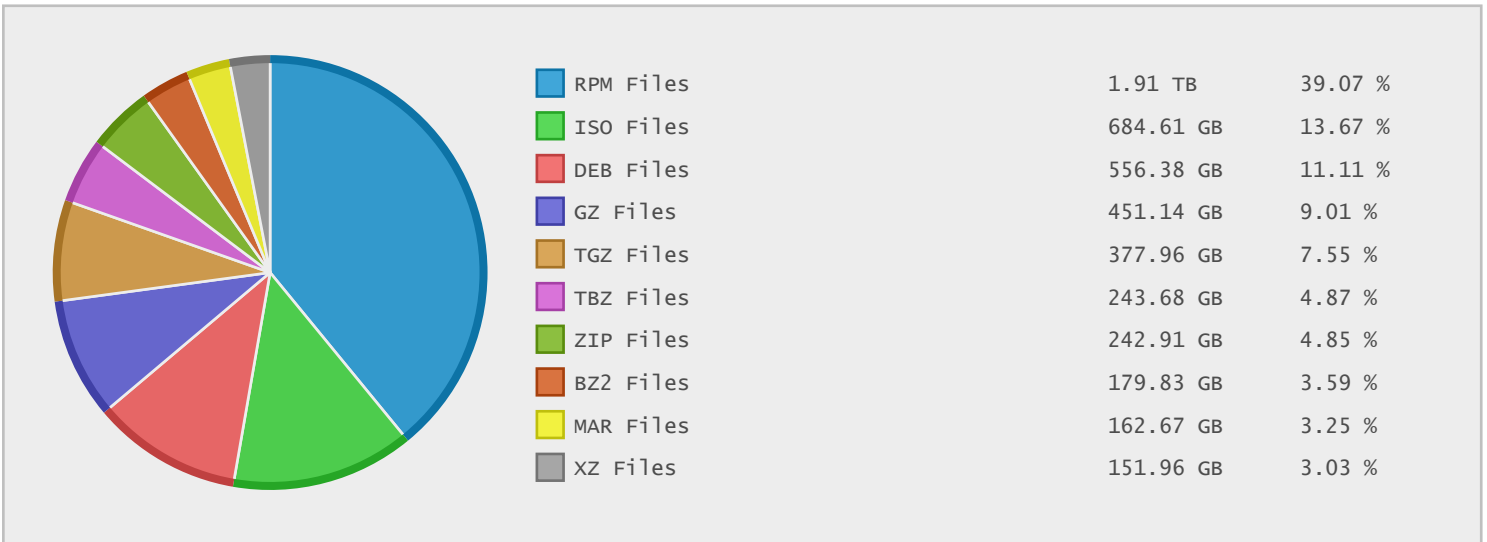 RPM Files 1.91 TB 39.07 %
ISO Files 684.61 GB 13.67 %
DEB Files 556.38 GB 11.11 %
GZ Files 451.14 GB 9.01 %
TGZ Files 377.96 GB 7.55 %
TBZ Files 243.68 GB 4.87 %
ZIP Files 242.91 GB 4.85 %
BZ2 Files 179.83 GB 3.59 %
MAR Files 162.67 GB 3.25 %
XZ Files 151.96 GB 3.03 %